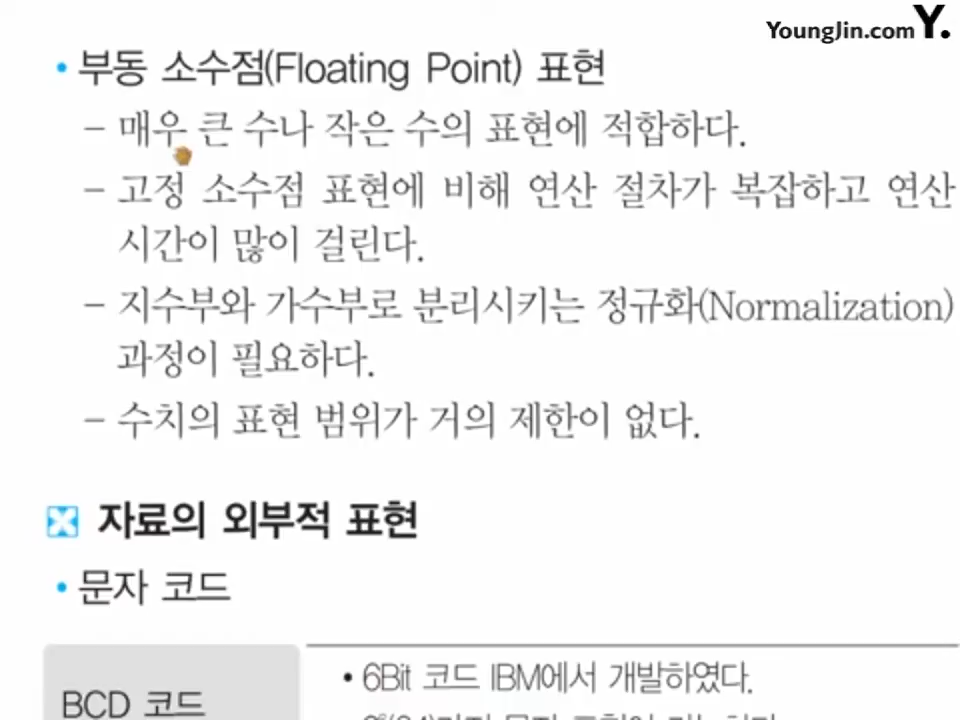 YoungJin.com Y.
• 부동 소수점(Floating Point) 표현
– 매우 큰 수나 작은 수의 표현에 적합하다.
– 고정 소수점 표현에 비해 연산 절차가 복잡하고 연산
시간이 많이 걸린다.
– 지수부와 가수부로 분리시키는 정규화(Normalization)
과정이 필요하다.
– 수치의 표현 범위가 거의 제한이 없다.
자료의 외부적 표현
• 문자 코드
• 6Bit 코드 IBM에서 개발하였다.
BCD 코드